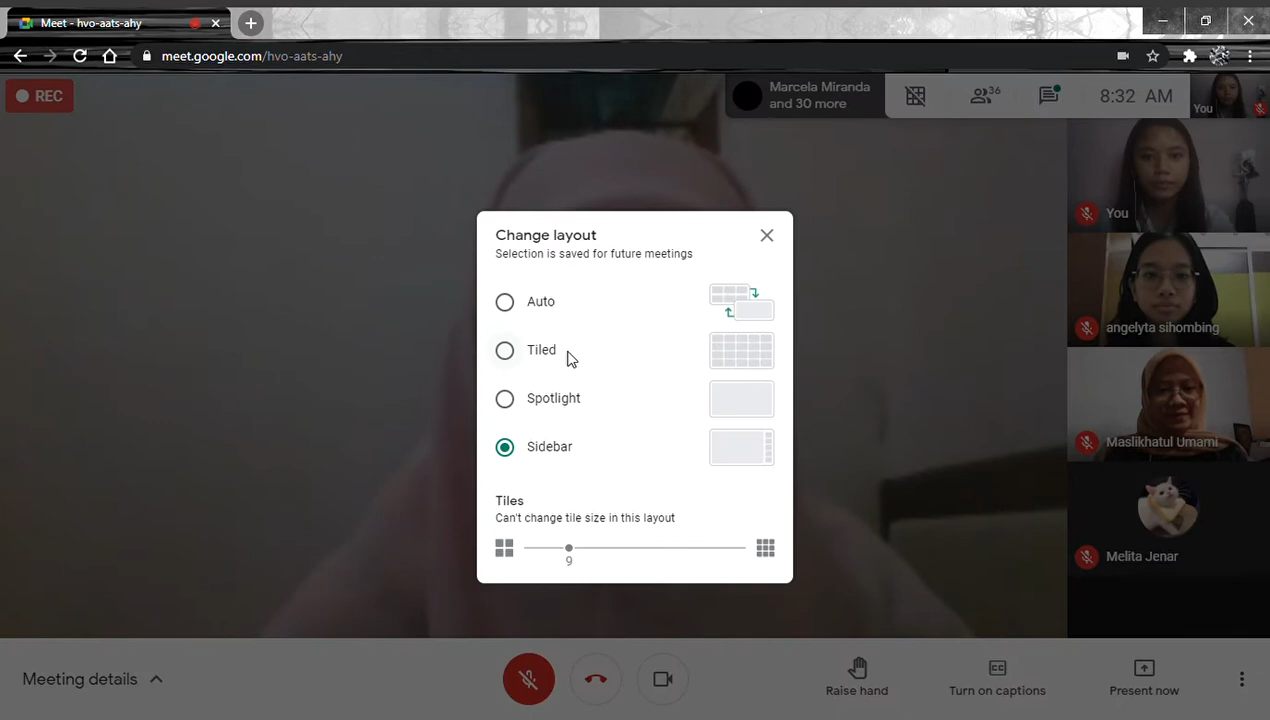 Meet - hvo-aats-ahy
meet.google.com/hvo-aats-ahy
REC
Marcela Miranda
and 30 more
36
8:32 AM
You
You
angelyta sihombing
Maslikhatul Umami
Melita Jenar
Change layout
Selection is saved for future meetings
Auto
Tiled
Spotlight
Sidebar
Tiles
Can't change tile size in this layout
9
Meeting details
Raise hand
CC
Turn on captions
Present now